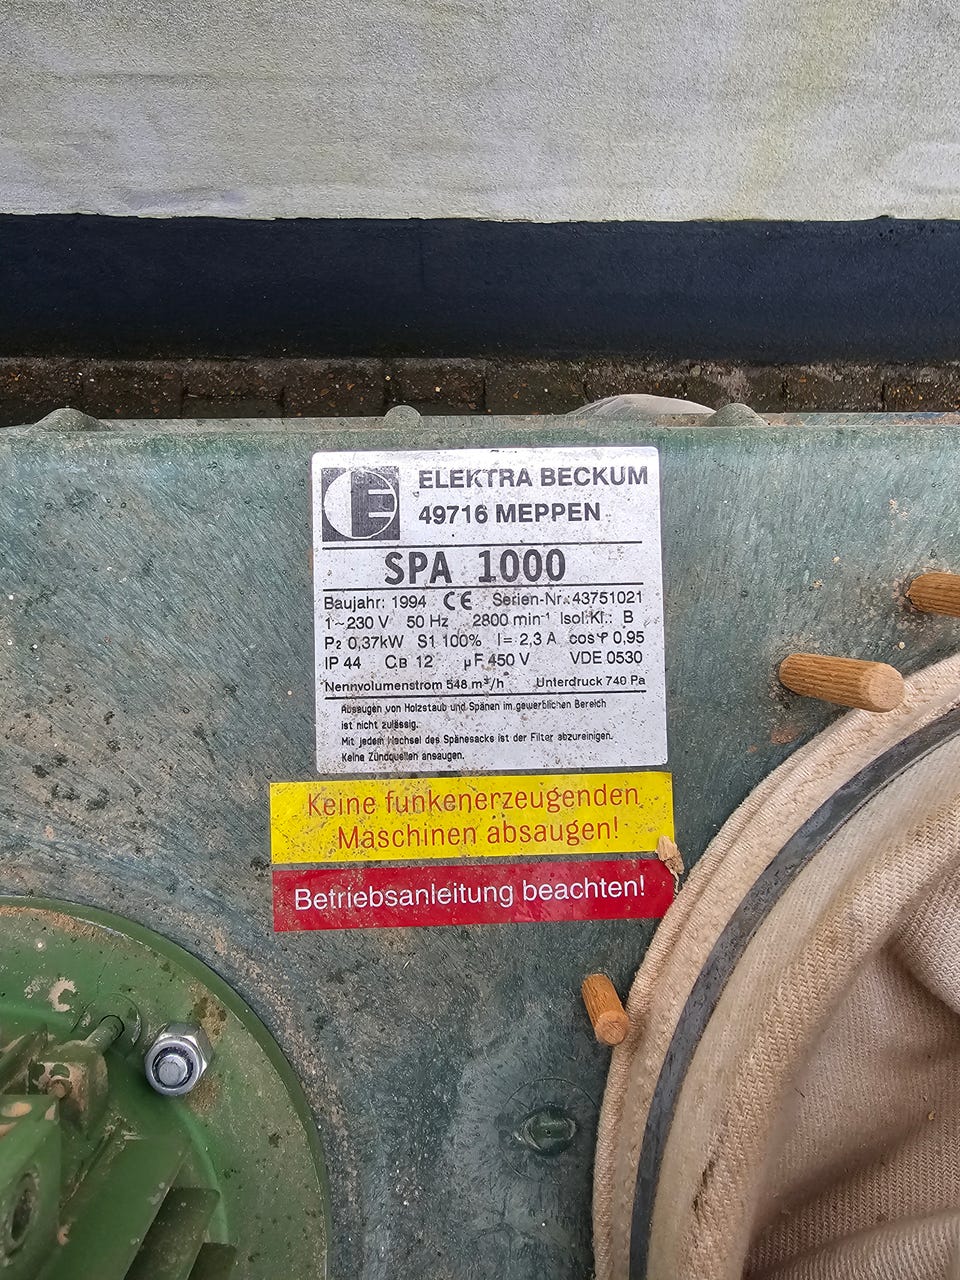 E ELEKTRA BECKUM
49716 MEPPEN
SPA 1000
Baujahr: 1994 CE Serien-Nr.: 43751021
1~230 V 50 Hz 2800 min⁻¹ Isol.Kl.: B
P₂ 0,37kW S1 100% I= 2,3 A cosφ 0,95
IP 44 CB 12 µF 450 V VDE 0530
Nennvolumenstrom 548 m³/h Unterdruck 740 Pa
Aussaugen von Holzstaub und Spänen im gewerblichen Bereich
ist nicht zulässig.
Mit jedem Wechsel des Spänesacks ist der Filter abzureinigen.
Keine Zündquellen ansaugen.
Keine funkenerzeugenden
Maschinen absaugen!
Betriebsanleitung beachten!